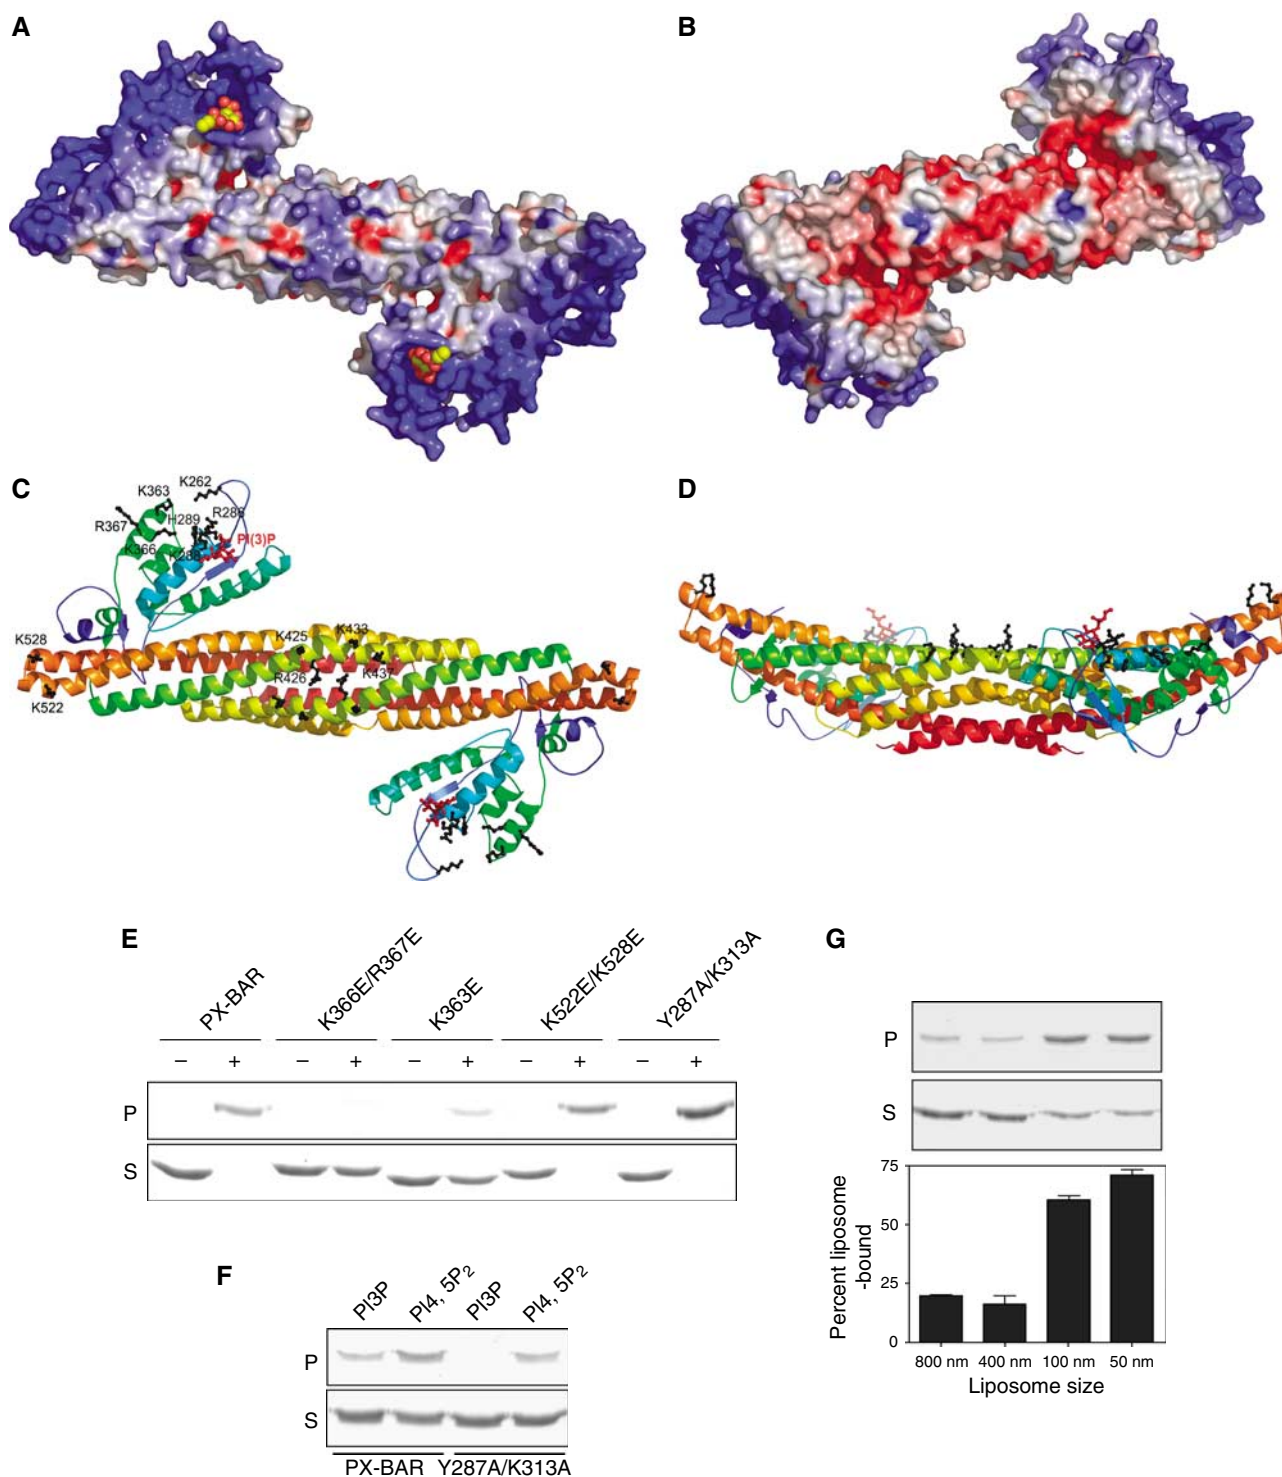 A
B
C
K262
K363
R367
H289
R286
PI(3)P
K366
K288
K528
K425
K433
R426
K437
K522
D
E
PX-BAR
K366E/R367E
K363E
K522E/K528E
Y287A/K313A
– + – + – + – + – +
P
S
F
PI3P
PI4, 5P2
PI3P
PI4, 5P2
P
S
PX-BAR Y287A/K313A
G
P
S
Percent liposome
-bound
75
50
25
0
800 nm 400 nm 100 nm 50 nm
Liposome size